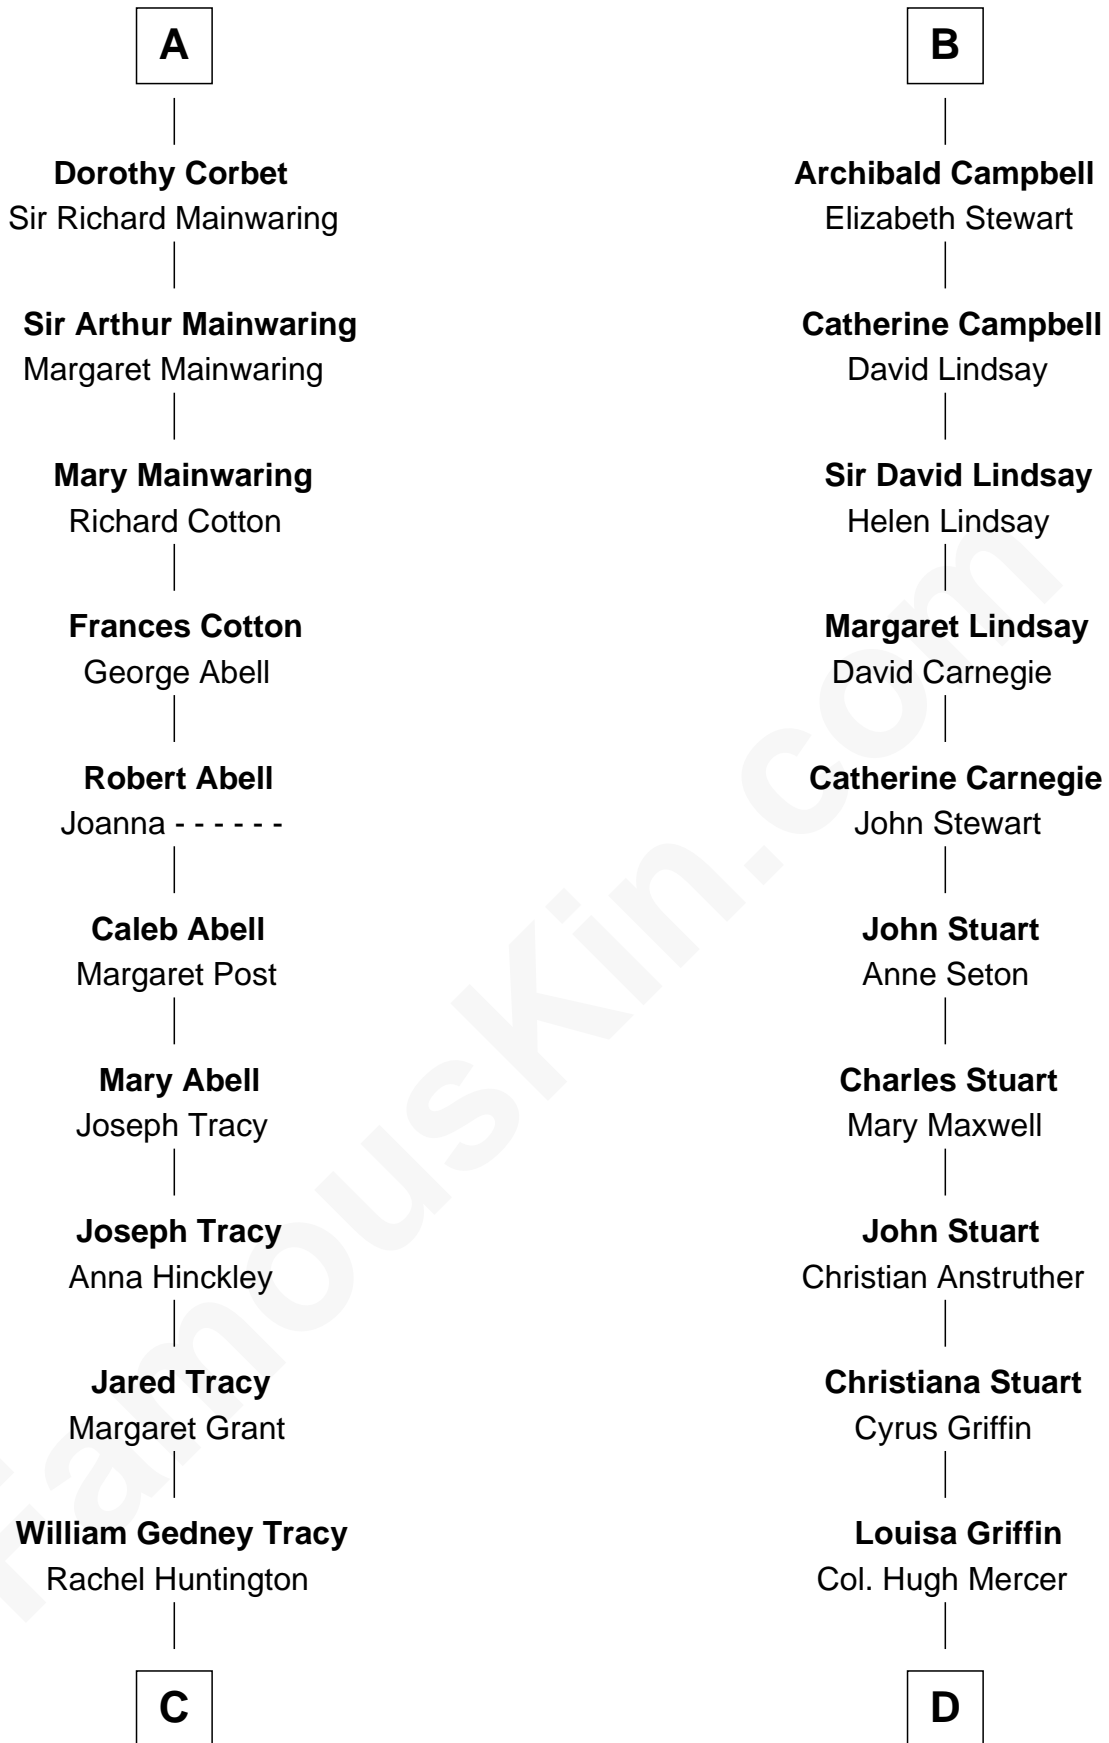 A
Dorothy Corbet
Sir Richard Mainwaring
Sir Arthur Mainwaring
Margaret Mainwaring
Mary Mainwaring
Richard Cotton
Frances Cotton
George Abell
Robert Abell
Joanna - - - - - -
Caleb Abell
Margaret Post
Mary Abell
Joseph Tracy
Joseph Tracy
Anna Hinckley
Jared Tracy
Margaret Grant
William Gedney Tracy
Rachel Huntington
C
B
Archibald Campbell
Elizabeth Stewart
Catherine Campbell
David Lindsay
Sir David Lindsay
Helen Lindsay
Margaret Lindsay
David Carnegie
Catherine Carnegie
John Stewart
John Stuart
Anne Seton
Charles Stuart
Mary Maxwell
John Stuart
Christian Anstruther
Christiana Stuart
Cyrus Griffin
Louisa Griffin
Col. Hugh Mercer
D
FamousKin.com